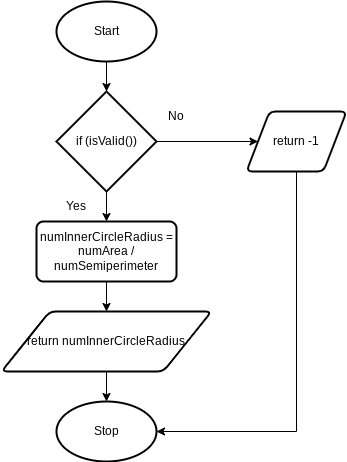 Start
if (isValid())
No
return -1
Yes
numInnerCircleRadius =
numArea /
numSemiperimeter
return numInnerCircleRadius
Stop